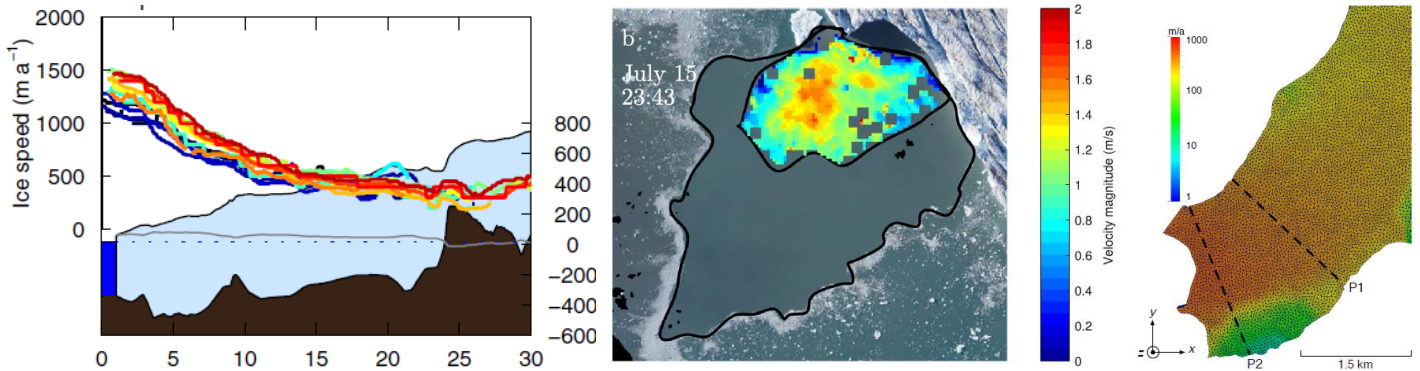 Ice speed (m a⁻¹)
2000
1500
1000
500
0
800
600
400
200
0
−200
−400
−600
0 5 10 15 20 25 30
b
July 15
23:43
2
1.8
1.6
1.4
1.2
1
0.8
0.6
0.4
0.2
0
Velocity magnitude (m/s)
m/a
1000
100
10
1
P1
P2
y
z
x
1.5 km